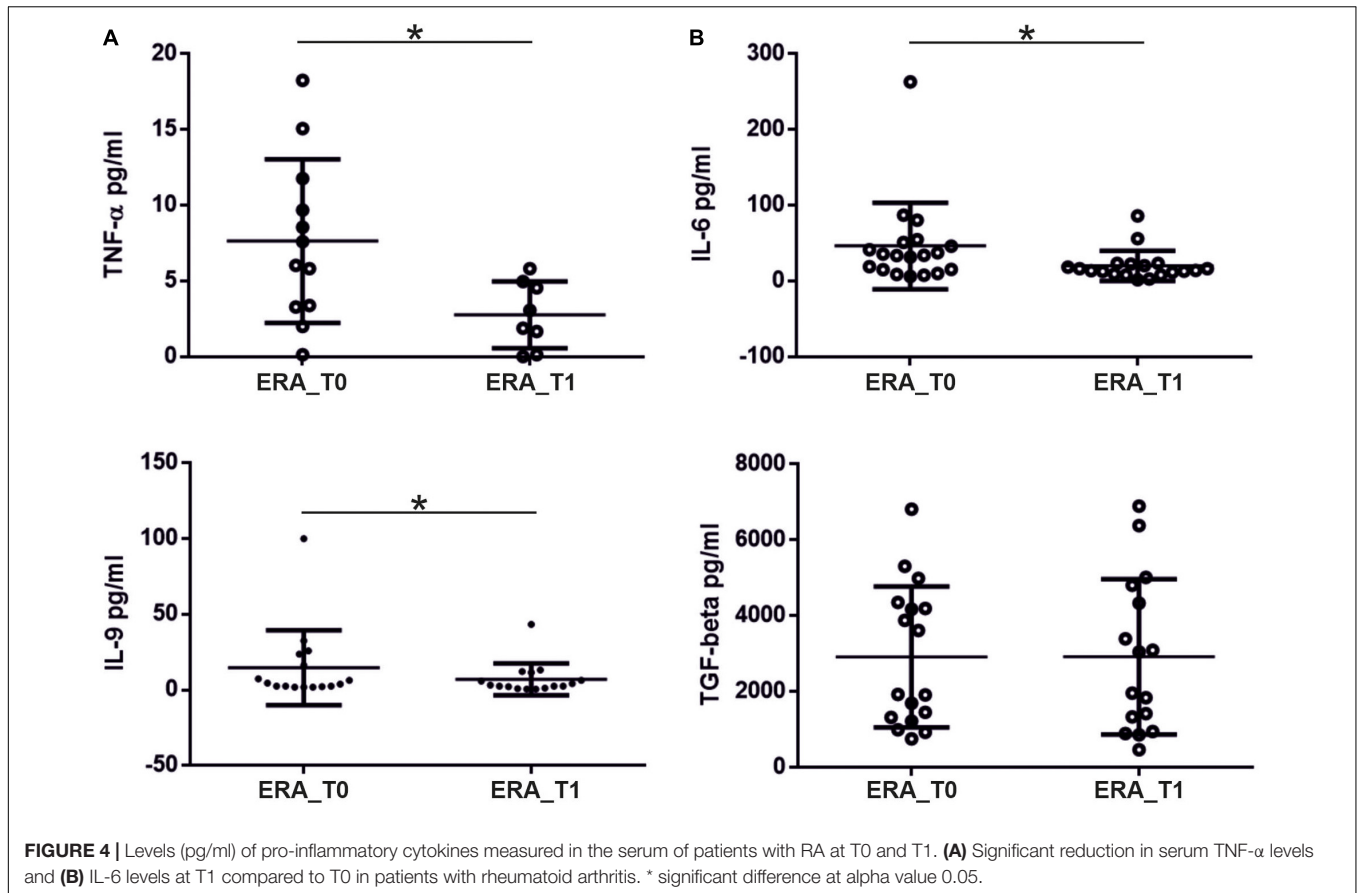 A
*
20
15
10
5
0
TNF-α pg/ml
ERA_T0
ERA_T1
B
*
300
200
100
0
-100
IL-6 pg/ml
ERA_T0
ERA_T1
*
150
100
50
0
-50
IL-9 pg/ml
ERA_T0
ERA_T1
8000
6000
4000
2000
0
TGF-beta pg/ml
ERA_T0
ERA_T1
FIGURE 4 | Levels (pg/ml) of pro-inflammatory cytokines measured in the serum of patients with RA at T0 and T1. (A) Significant reduction in serum TNF-α levels
and (B) IL-6 levels at T1 compared to T0 in patients with rheumatoid arthritis. * significant difference at alpha value 0.05.